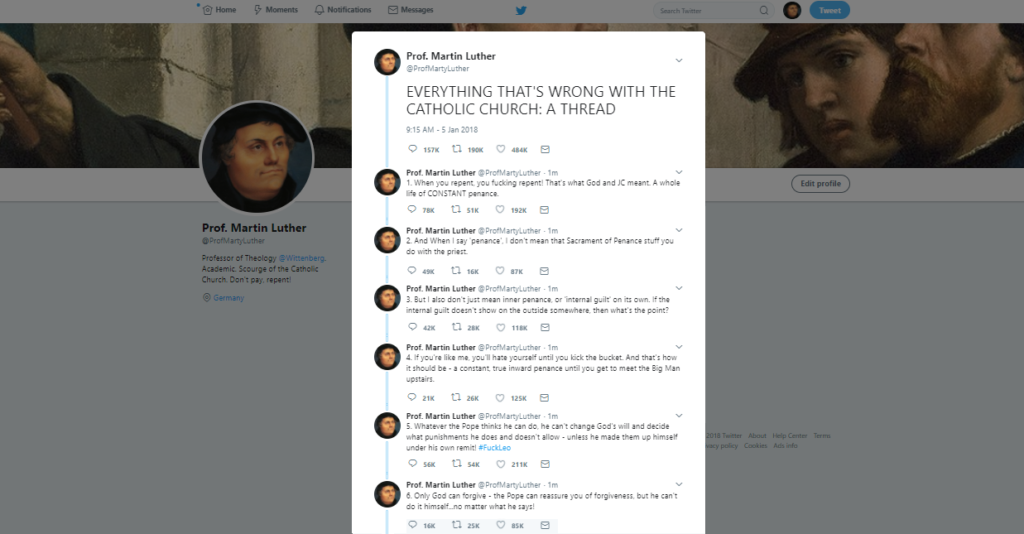 Home Moments Notifications Messages Search Twitter Tweet
Prof. Martin Luther
@ProfMartyLuther
EVERYTHING THAT'S WRONG WITH THE
CATHOLIC CHURCH: A THREAD
9:15 AM - 5 Jan 2018
157K 190K 484K
Prof. Martin Luther @ProfMartyLuther · 1m
1. When you repent, you fucking repent! That's what God and JC meant. A whole
life of CONSTANT penance.
78K 51K 192K
Prof. Martin Luther @ProfMartyLuther · 1m
2. And When I say 'penance', I don't mean that Sacrament of Penance stuff you
do with the priest.
49K 16K 87K
Prof. Martin Luther @ProfMartyLuther · 1m
3. But I also don't just mean inner penance, or 'internal guilt' on its own. If the
internal guilt doesn't show on the outside somewhere, then what's the point?
42K 28K 118K
Prof. Martin Luther @ProfMartyLuther · 1m
4. If you're like me, you'll hate yourself until you kick the bucket. And that's how
it should be - a constant, true inward penance until you get to meet the Big Man
upstairs.
21K 26K 125K
Prof. Martin Luther @ProfMartyLuther · 1m
5. Whatever the Pope thinks he can do, he can't change God's will and decide
what punishments he does and doesn't allow - unless he made them up himself
under his own remit! #FuckLeo
56K 54K 211K
Prof. Martin Luther @ProfMartyLuther · 1m
6. Only God can forgive - the Pope can reassure you of forgiveness, but he can't
do it himself...no matter what he says!
16K 25K 85K
Prof. Martin Luther
@ProfMartyLuther
Professor of Theology @Wittenberg.
Academic. Scourge of the Catholic
Church. Don't pay, repent!
Germany
Edit profile
2018 Twitter About Help Center Terms
policy Cookies Ads info